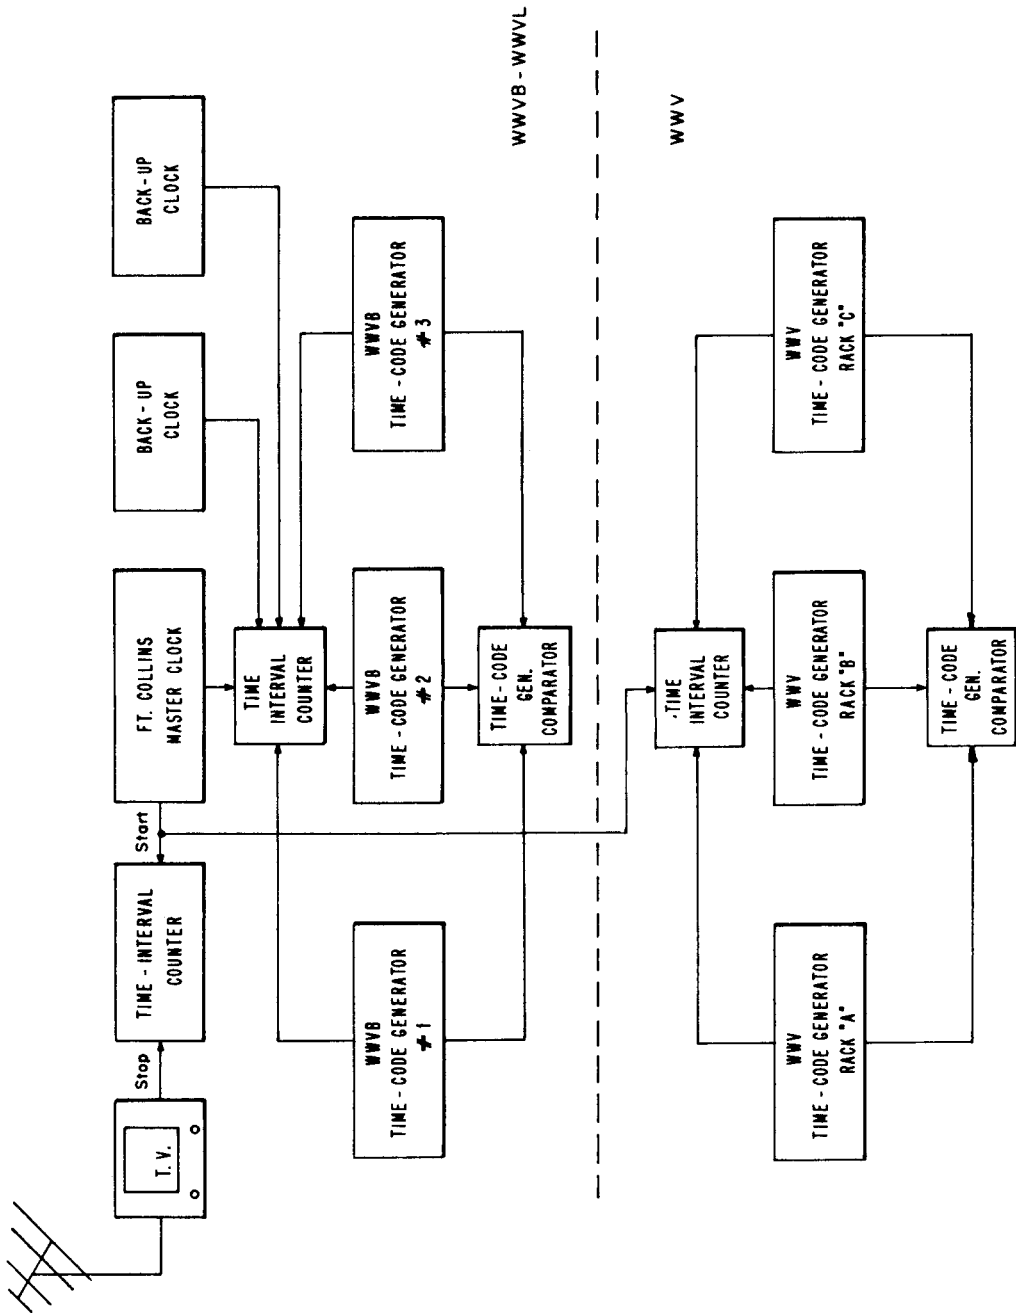 T.V.
Stop
TIME-INTERVAL
COUNTER
Start
FT. COLLINS
MASTER CLOCK
BACK-UP
CLOCK
BACK-UP
CLOCK
TIME
INTERVAL
COUNTER
WWVB
TIME-CODE GENERATOR
#1
WWVB
TIME-CODE GENERATOR
#2
WWVB
TIME-CODE GENERATOR
#3
TIME-CODE
GEN.
COMPARATOR
WWVB-WWVL
WWV
TIME
INTERVAL
COUNTER
WWV
TIME-CODE GENERATOR
RACK "A"
WWV
TIME-CODE GENERATOR
RACK "B"
WWV
TIME-CODE GENERATOR
RACK "C"
TIME-CODE
GEN.
COMPARATOR